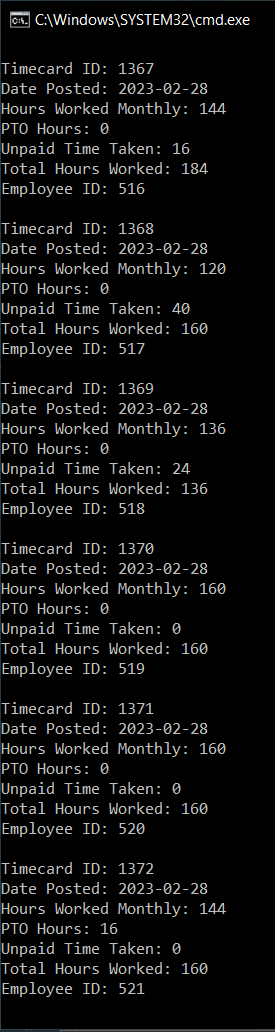 C:\Windows\SYSTEM32\cmd.exe
Timecard ID: 1367
Date Posted: 2023-02-28
Hours Worked Monthly: 144
PTO Hours: 0
Unpaid Time Taken: 16
Total Hours Worked: 184
Employee ID: 516
Timecard ID: 1368
Date Posted: 2023-02-28
Hours Worked Monthly: 120
PTO Hours: 0
Unpaid Time Taken: 40
Total Hours Worked: 160
Employee ID: 517
Timecard ID: 1369
Date Posted: 2023-02-28
Hours Worked Monthly: 136
PTO Hours: 0
Unpaid Time Taken: 24
Total Hours Worked: 136
Employee ID: 518
Timecard ID: 1370
Date Posted: 2023-02-28
Hours Worked Monthly: 160
PTO Hours: 0
Unpaid Time Taken: 0
Total Hours Worked: 160
Employee ID: 519
Timecard ID: 1371
Date Posted: 2023-02-28
Hours Worked Monthly: 160
PTO Hours: 0
Unpaid Time Taken: 0
Total Hours Worked: 160
Employee ID: 520
Timecard ID: 1372
Date Posted: 2023-02-28
Hours Worked Monthly: 144
PTO Hours: 16
Unpaid Time Taken: 0
Total Hours Worked: 160
Employee ID: 521